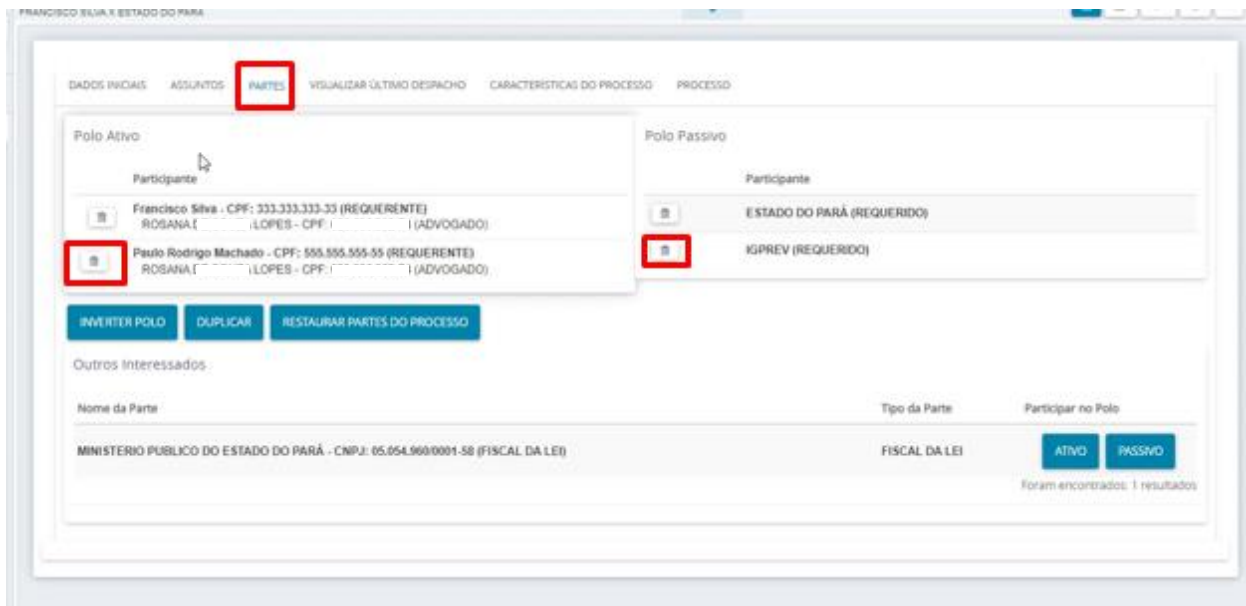 FRANCISCO SILVA X ESTADO DO PARÁ
DADOS INICIAIS ASSUNTOS PARTES VISUALIZAR ÚLTIMO DESPACHO CARACTERÍSTICAS DO PROCESSO PROCESSO
Polo Ativo
Participante
Francisco Silva - CPF: 333.333.333-33 (REQUERENTE)
ROSANA LOPES - CPF: (ADVOGADO)
Paulo Rodrigo Machado - CPF: 555.555.555-55 (REQUERENTE)
ROSANA LOPES - CPF: (ADVOGADO)
Polo Passivo
Participante
ESTADO DO PARÁ (REQUERIDO)
IGPREV (REQUERIDO)
INVERTER POLO DUPLICAR RESTAURAR PARTES DO PROCESSO
Outros Interessados
Nome da Parte Tipo da Parte Participar no Polo
MINISTERIO PUBLICO DO ESTADO DO PARÁ - CNPJ: 05.054.960/0001-58 (FISCAL DA LEI) FISCAL DA LEI ATIVO PASSIVO
Foram encontrados: 1 resultados